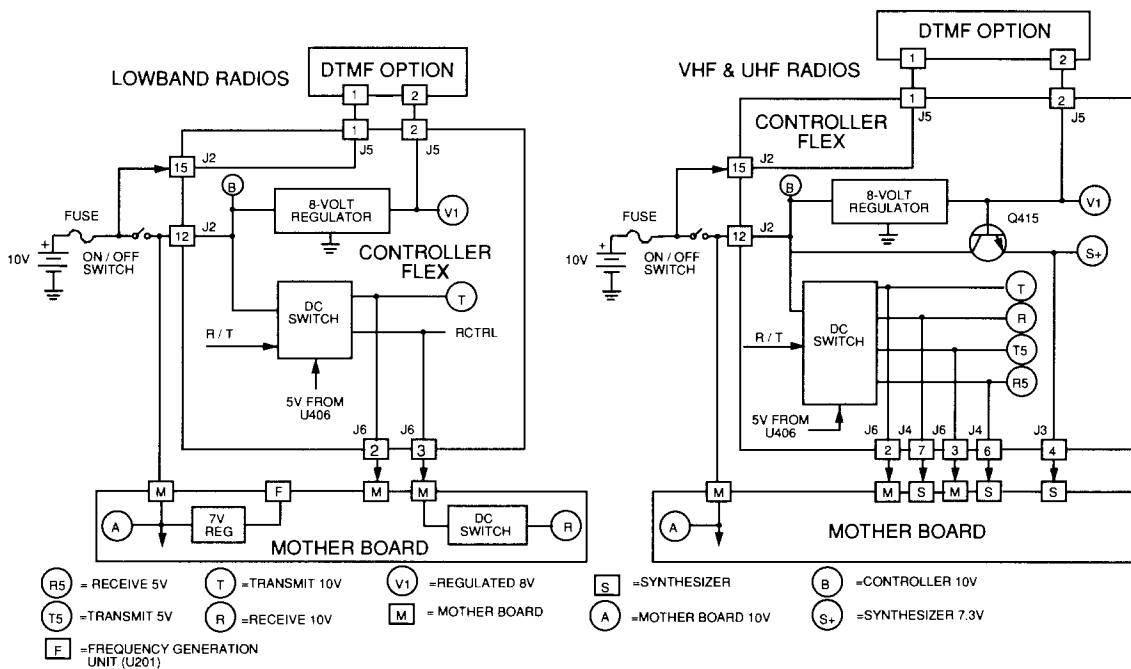 LOWBAND RADIOS
DTMF OPTION
1
2
1
2
J5
J5
15
J2
B
8-VOLT
REGULATOR
V1
FUSE
12
J2
+
10V
ON / OFF
SWITCH
CONTROLLER
FLEX
DC
SWITCH
T
R / T
RCTRL
5V FROM
U406
J6
J6
2
3
M
F
M
M
A
7V
REG
DC
SWITCH
R
MOTHER BOARD
VHF & UHF RADIOS
DTMF OPTION
1
2
1
2
J5
J5
CONTROLLER
FLEX
15
J2
B
8-VOLT
REGULATOR
V1
Q415
FUSE
12
J2
S+
+
10V
ON / OFF
SWITCH
DC
SWITCH
T
R
T5
R5
R / T
5V FROM
U406
J6
J4
J6
J4
J3
2
7
3
6
4
M
M
S
M
S
S
A
MOTHER BOARD
R5 = RECEIVE 5V
T =TRANSMIT 10V
V1 =REGULATED 8V
S =SYNTHESIZER
B =CONTROLLER 10V
T5 =TRANSMIT 5V
R =RECEIVE 10V
M = MOTHER BOARD
A =MOTHER BOARD 10V
S+ =SYNTHESIZER 7.3V
F =FREQUENCY GENERATION
UNIT (U201)